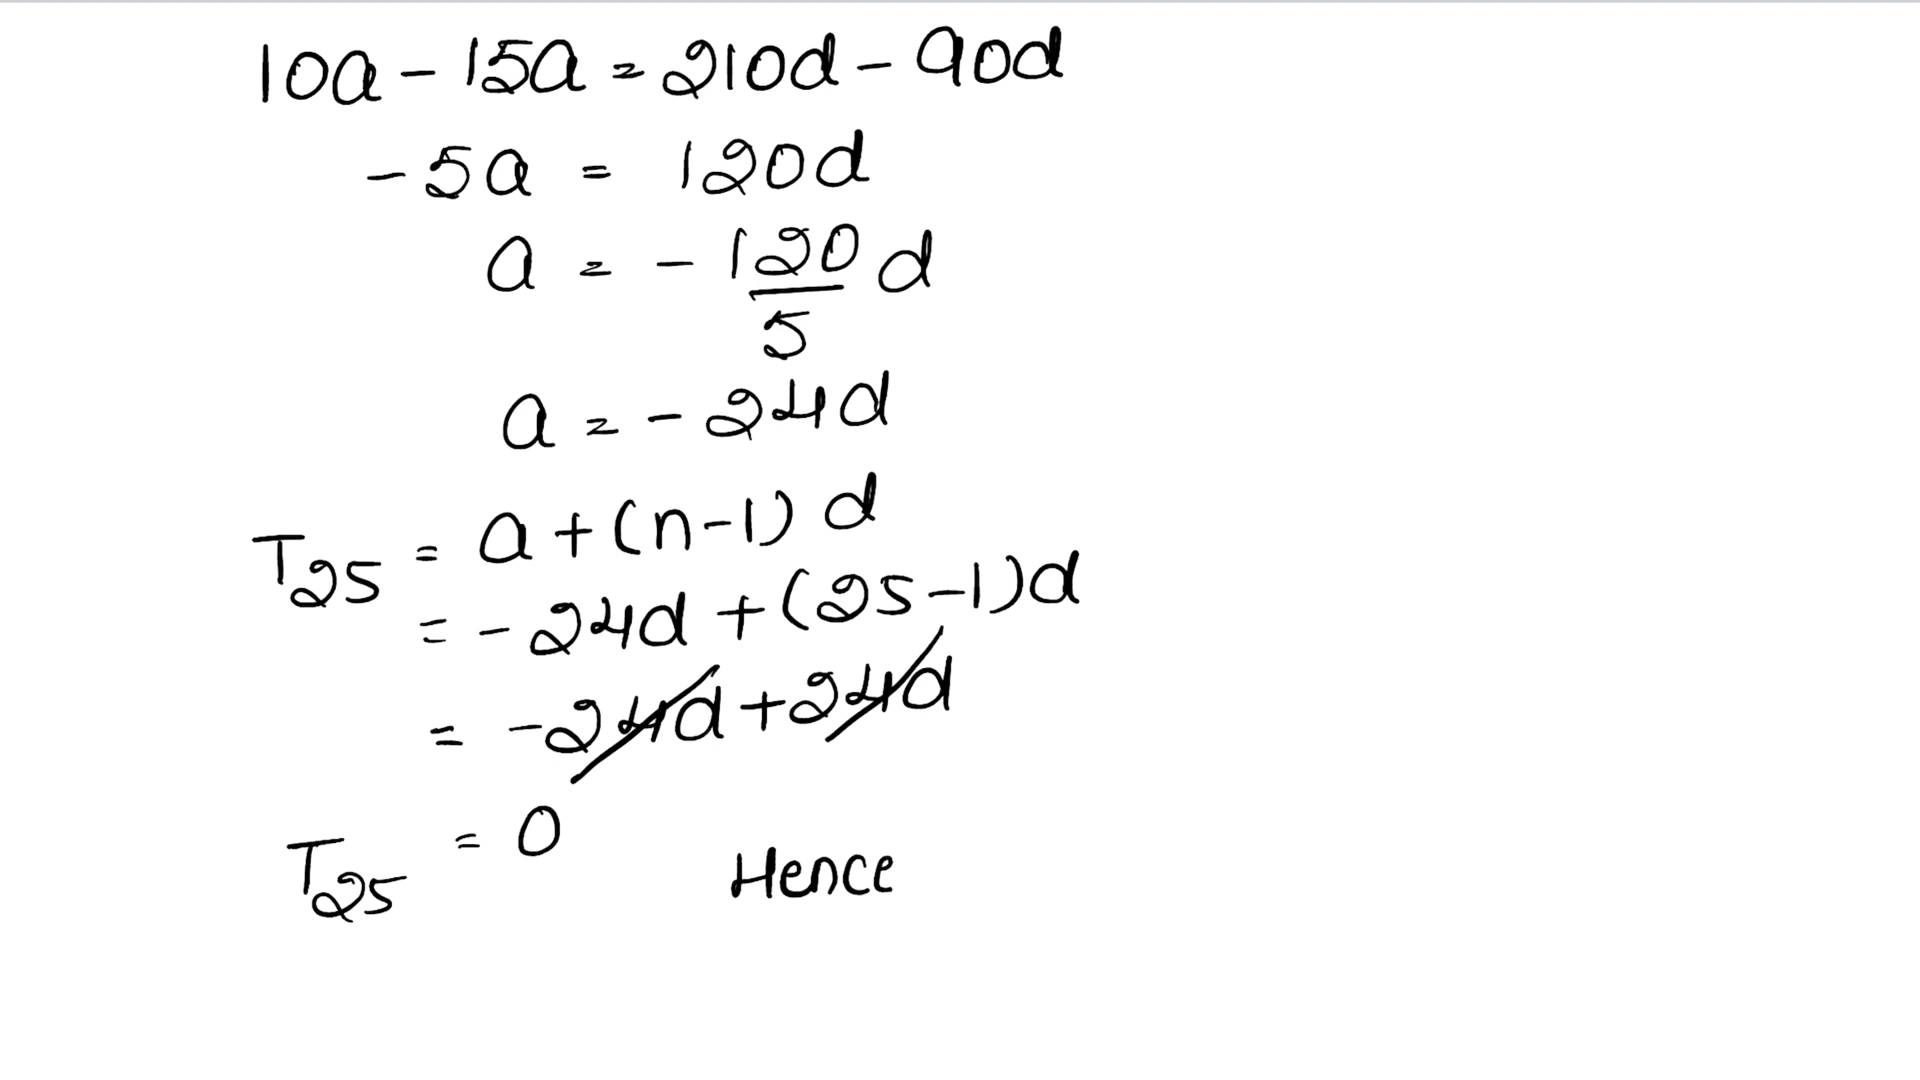 10a - 15a = 210d - 90d
-5a = 120d
a = - 120/5 d
a = - 24d
T25 = a + (n-1) d
= - 24d + (25-1)d
= -24d + 24d
T25 = 0
Hence